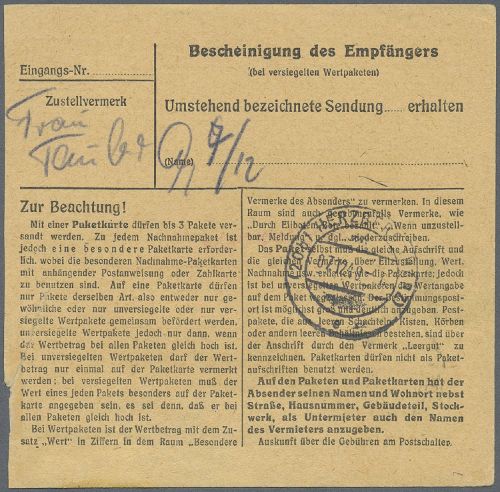 Bescheinigung des Empfängers
(bei versiegelten Wertpaketen)
Eingangs-Nr.
Zustellvermerk
Umstehend bezeichnete Sendung...... erhalten
Frau
Tauber
(Name)
9/12
Zur Beachtung!
Mit einer Paketkarte dürfen bis 3 Pakete ver-
sandt werden. Zu jedem Nachnahmepaket ist
jedoch eine besondere Paketkarte erforder-
lich, wobei die besonderen Nachnahme-Paketkarten
mit anhängender Postanweisung oder Zahlkarte
zu benutzen sind. Auf eine Paketkarte dürfen
nur Pakete derselben Art, also entweder nur ge-
wöhnliche oder nur unversiegelte oder nur ver-
siegelte Wertpakete gemeinsam befördert werden,
unversiegelte Wertpakete jedoch nur dann, wenn
der Wertbetrag bei allen Paketen gleich hoch ist.
Bei unversiegelten Wertpaketen darf der Wert-
betrag nur einmal auf der Paketkarte vermerkt
werden; bei versiegelten Wertpaketen muß der
Wert eines jeden Pakets besonders auf der Paket-
karte angegeben sein, es sei denn, daß er bei
allen Paketen gleich hoch ist.
Bei Wertpaketen ist der Wertbetrag mit dem Zu-
satz „Wert" in Ziffern in dem Raum „Besondere
Vermerke des Absenders" zu vermerken. In diesem
Raum sind auch Vermerke, wie
„Durch Eilboten", wenn unzustell-
bar, niederzuschreiben.
Das Paket selbst muß die gleiche Aufschrift und
die gleichen über Eilzustellung, Wert,
Nachnahme usw. wie die Paketkarte; jedoch
ist bei unversiegelten Wertpaketen der Wertangabe
auf dem Paket wegzulassen. Der Bestimmungspost-
ort ist möglichst groß und deutlich anzugeben. Post-
pakete, die aus leeren Schachteln, Kisten, Körben
oder anderen leeren bestehen, sind über
der Anschrift durch den Vermerk „Leergut" zu
kennzeichnen. Paketkarten dürfen nicht als Paket-
aufschriften benutzt werden.
Auf den Paketen und Paketkarten hat der
Absender seinen Namen und Wohnort nebst
Straße, Hausnummer, Gebäudeteil, Stock-
werk, als Untermieter auch den Namen
des Vermieters anzugeben.
Auskunft über die Gebühren am Postschalter.